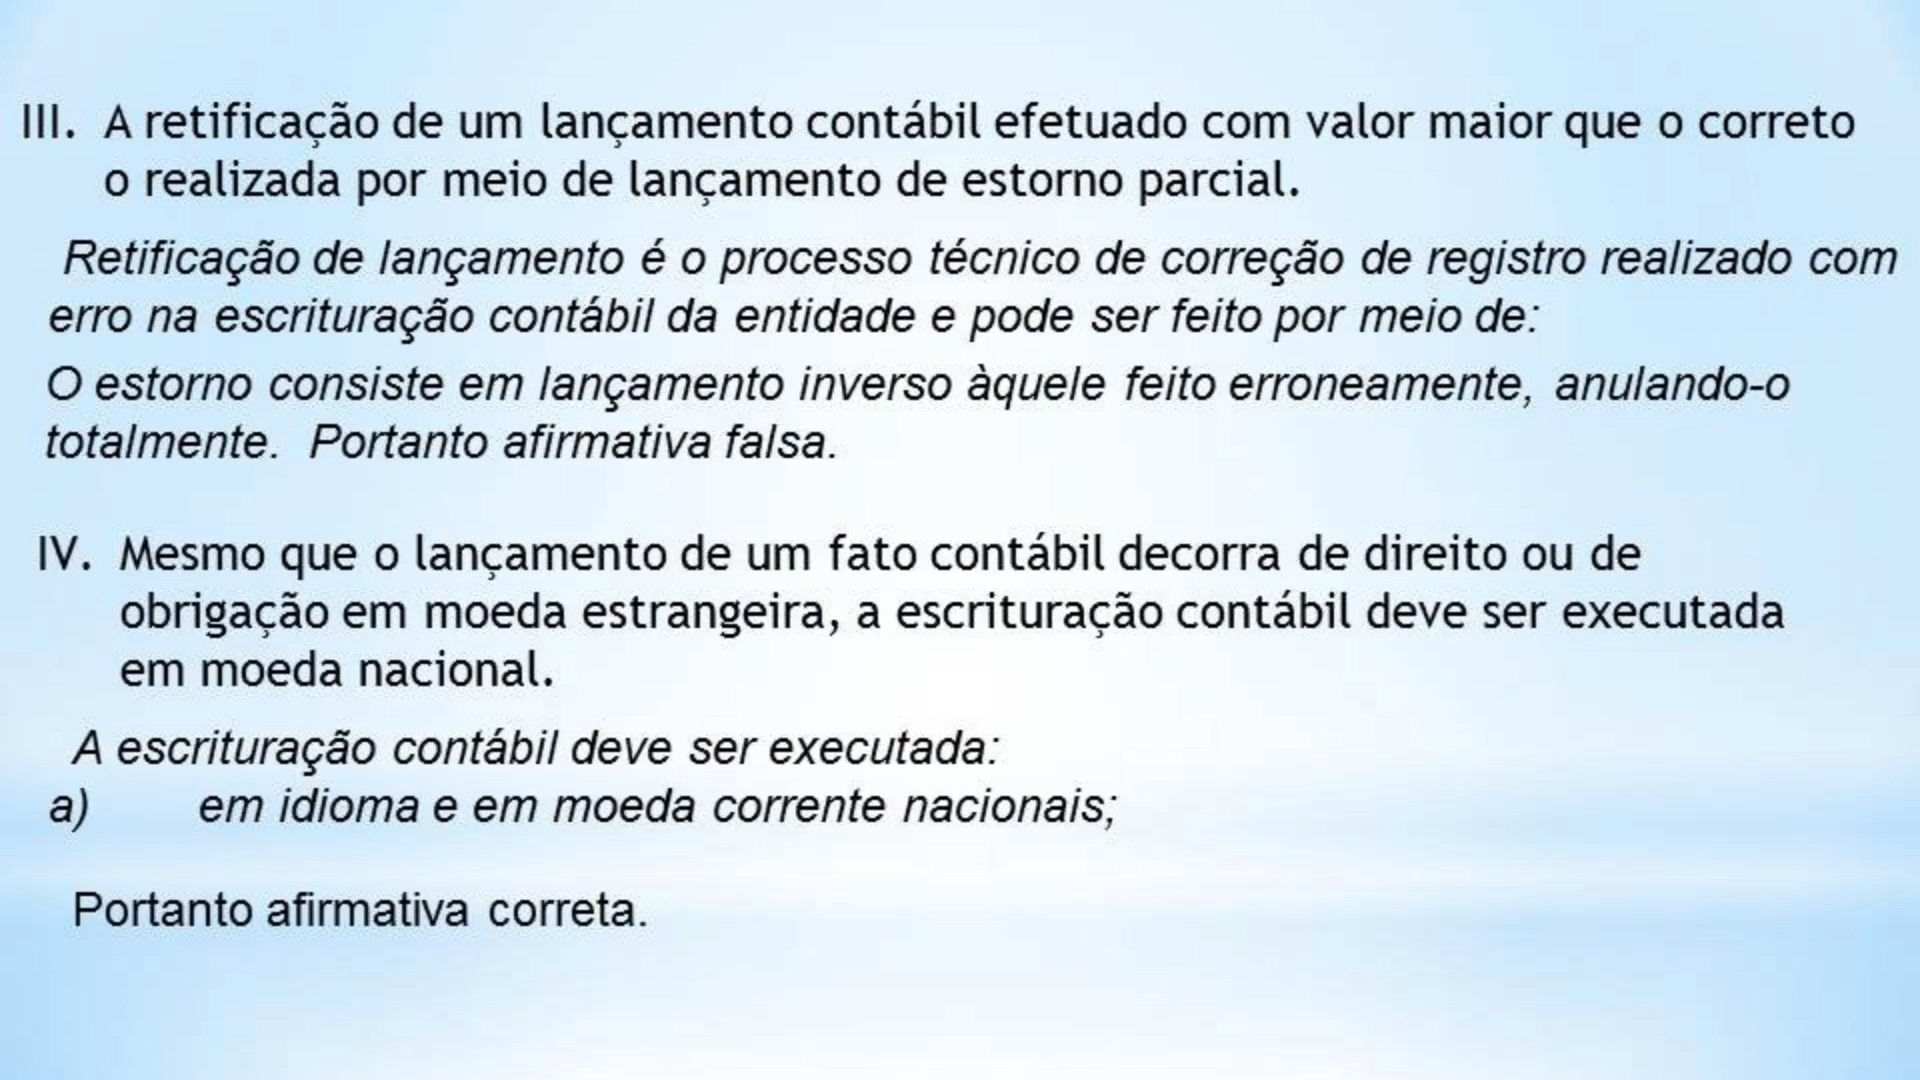 III. A retificação de um lançamento contábil efetuado com valor maior que o correto
o realizada por meio de lançamento de estorno parcial.
Retificação de lançamento é o processo técnico de correção de registro realizado com
erro na escrituração contábil da entidade e pode ser feito por meio de:
O estorno consiste em lançamento inverso àquele feito erroneamente, anulando-o
totalmente. Portanto afirmativa falsa.
IV. Mesmo que o lançamento de um fato contábil decorra de direito ou de
obrigação em moeda estrangeira, a escrituração contábil deve ser executada
em moeda nacional.
A escrituração contábil deve ser executada:
a) em idioma e em moeda corrente nacionais;
Portanto afirmativa correta.